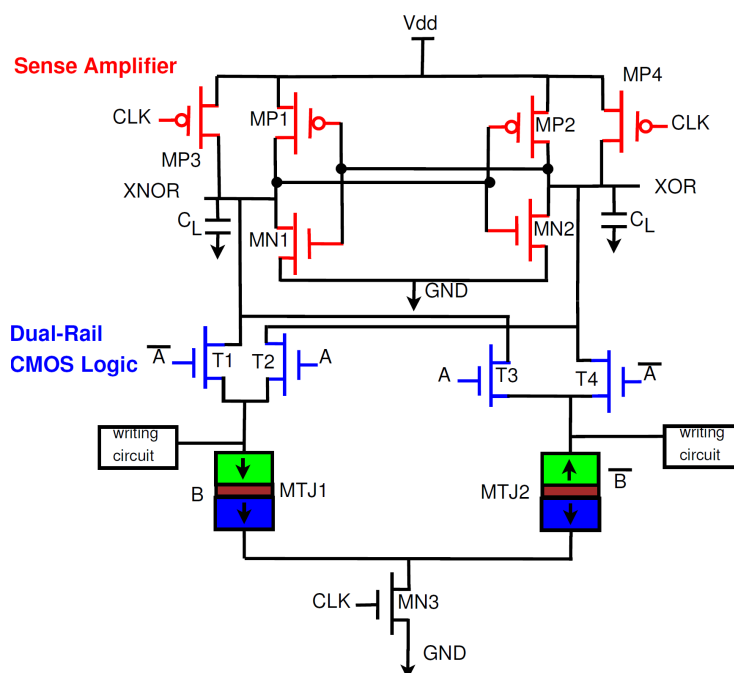 Vdd
Sense Amplifier
MP4
CLK
MP1
MP2
CLK
MP3
XNOR
XOR
CL
MN1
MN2
CL
GND
Dual-Rail
CMOS Logic
A
T1
T2
A
A
T3
T4
A
writing
circuit
writing
circuit
B
MTJ1
MTJ2
B
CLK
MN3
GND